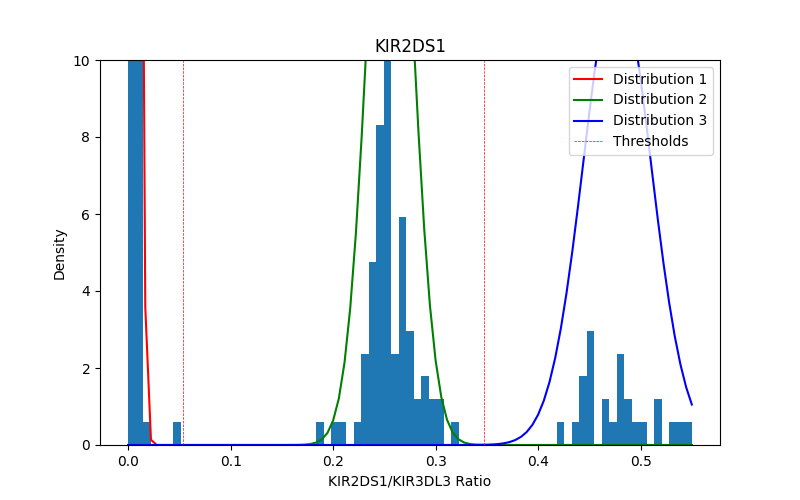 KIR2DS1
10
8
6
4
2
0
Density
Distribution 1
Distribution 2
Distribution 3
Thresholds
0.0
0.1
0.2
0.3
0.4
0.5
KIR2DS1/KIR3DL3 Ratio